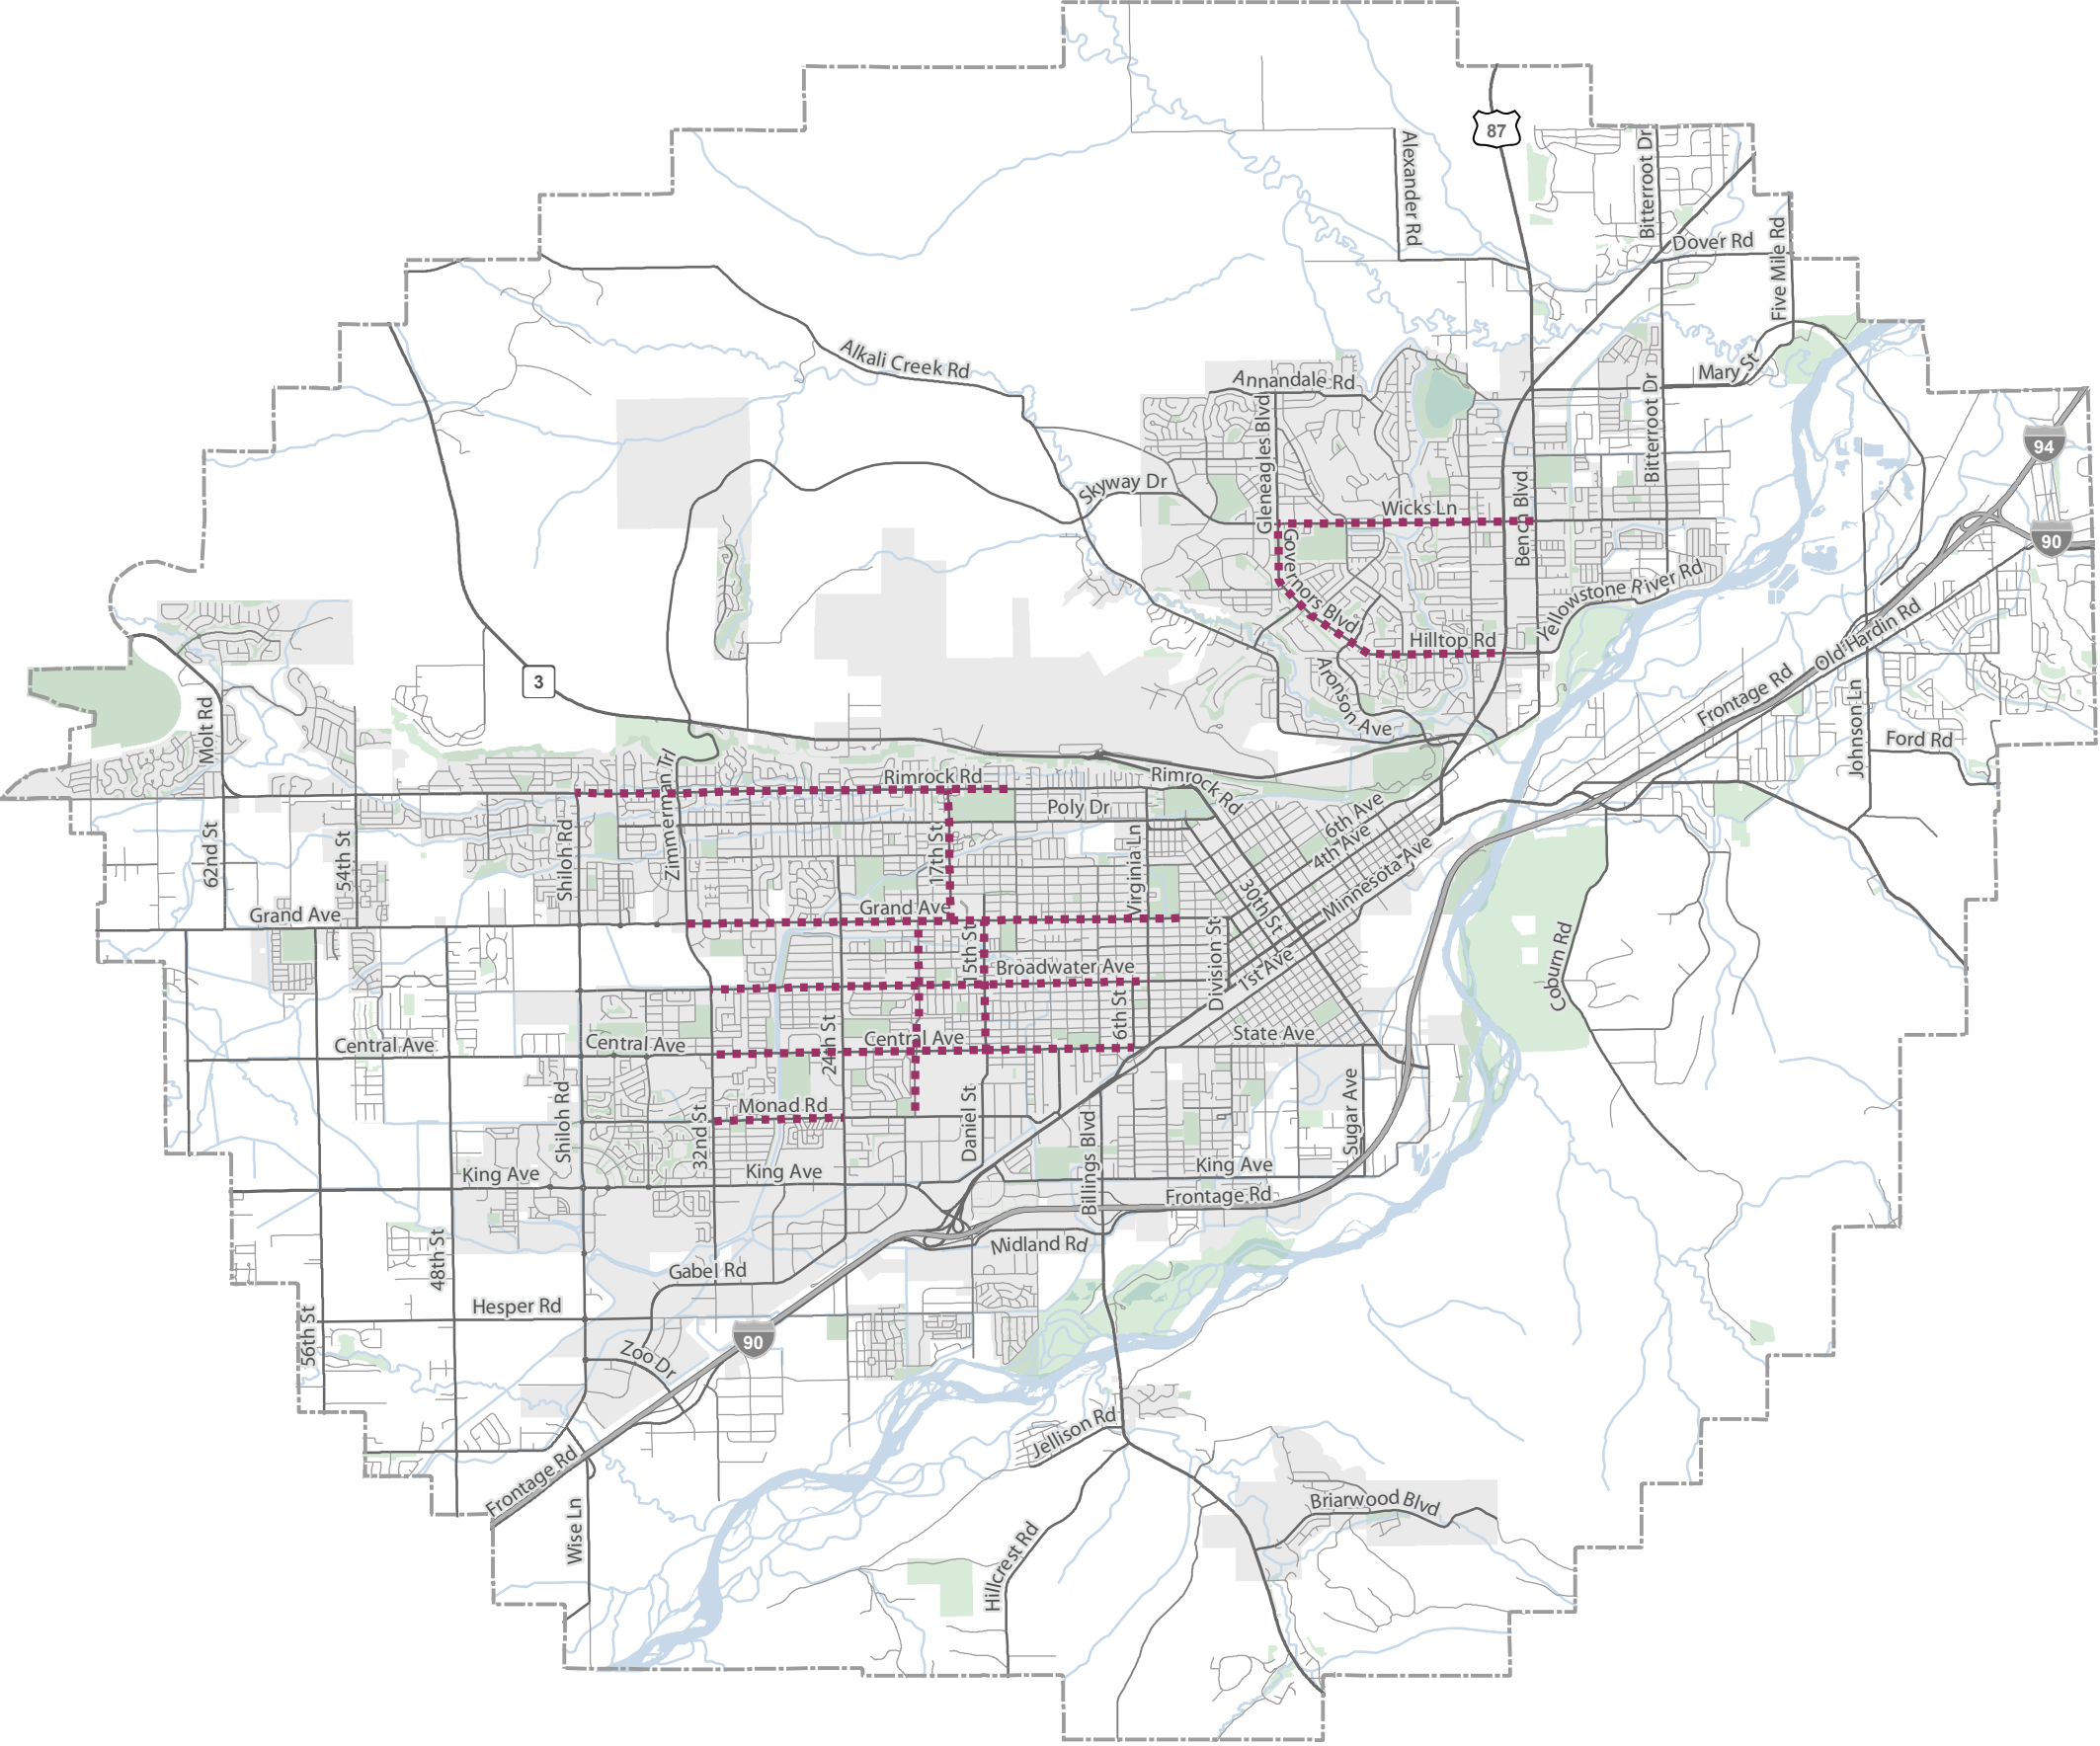 87
Alexander Rd
Bitterroot Dr
Dover Rd
Five Mile Rd
Alkali Creek Rd
Annandale Rd
Mary St
Bitterroot Dr
Gleneagles Blvd
94
Skyway Dr
Wicks Ln
Bench Blvd
90
Governors Blvd
Yellowstone River Rd
Hilltop Rd
Old Hardin Rd
3
Aronson Ave
Frontage Rd
Johnson Ln
Molt Rd
Ford Rd
Zimmerman Trl
Rimrock Rd
Rimrock Rd
Poly Dr
6th Ave
4th Ave
Minnesota Ave
62nd St
54th St
Shiloh Rd
17th St
Virginia Ln
30th St
Grand Ave
Grand Ave
15th St
Division St
Broadwater Ave
1st Ave
Coburn Rd
6th St
Central Ave
Central Ave
24th St
Central Ave
State Ave
Shiloh Rd
Monad Rd
32nd St
Daniel St
Billings Blvd
Sugar Ave
King Ave
King Ave
King Ave
Frontage Rd
48th St
Midland Rd
Gabel Rd
Hesper Rd
56th St
Zoo Dr
90
Jellison Rd
Frontage Rd
Wise Ln
Briarwood Blvd
Hillcrest Rd